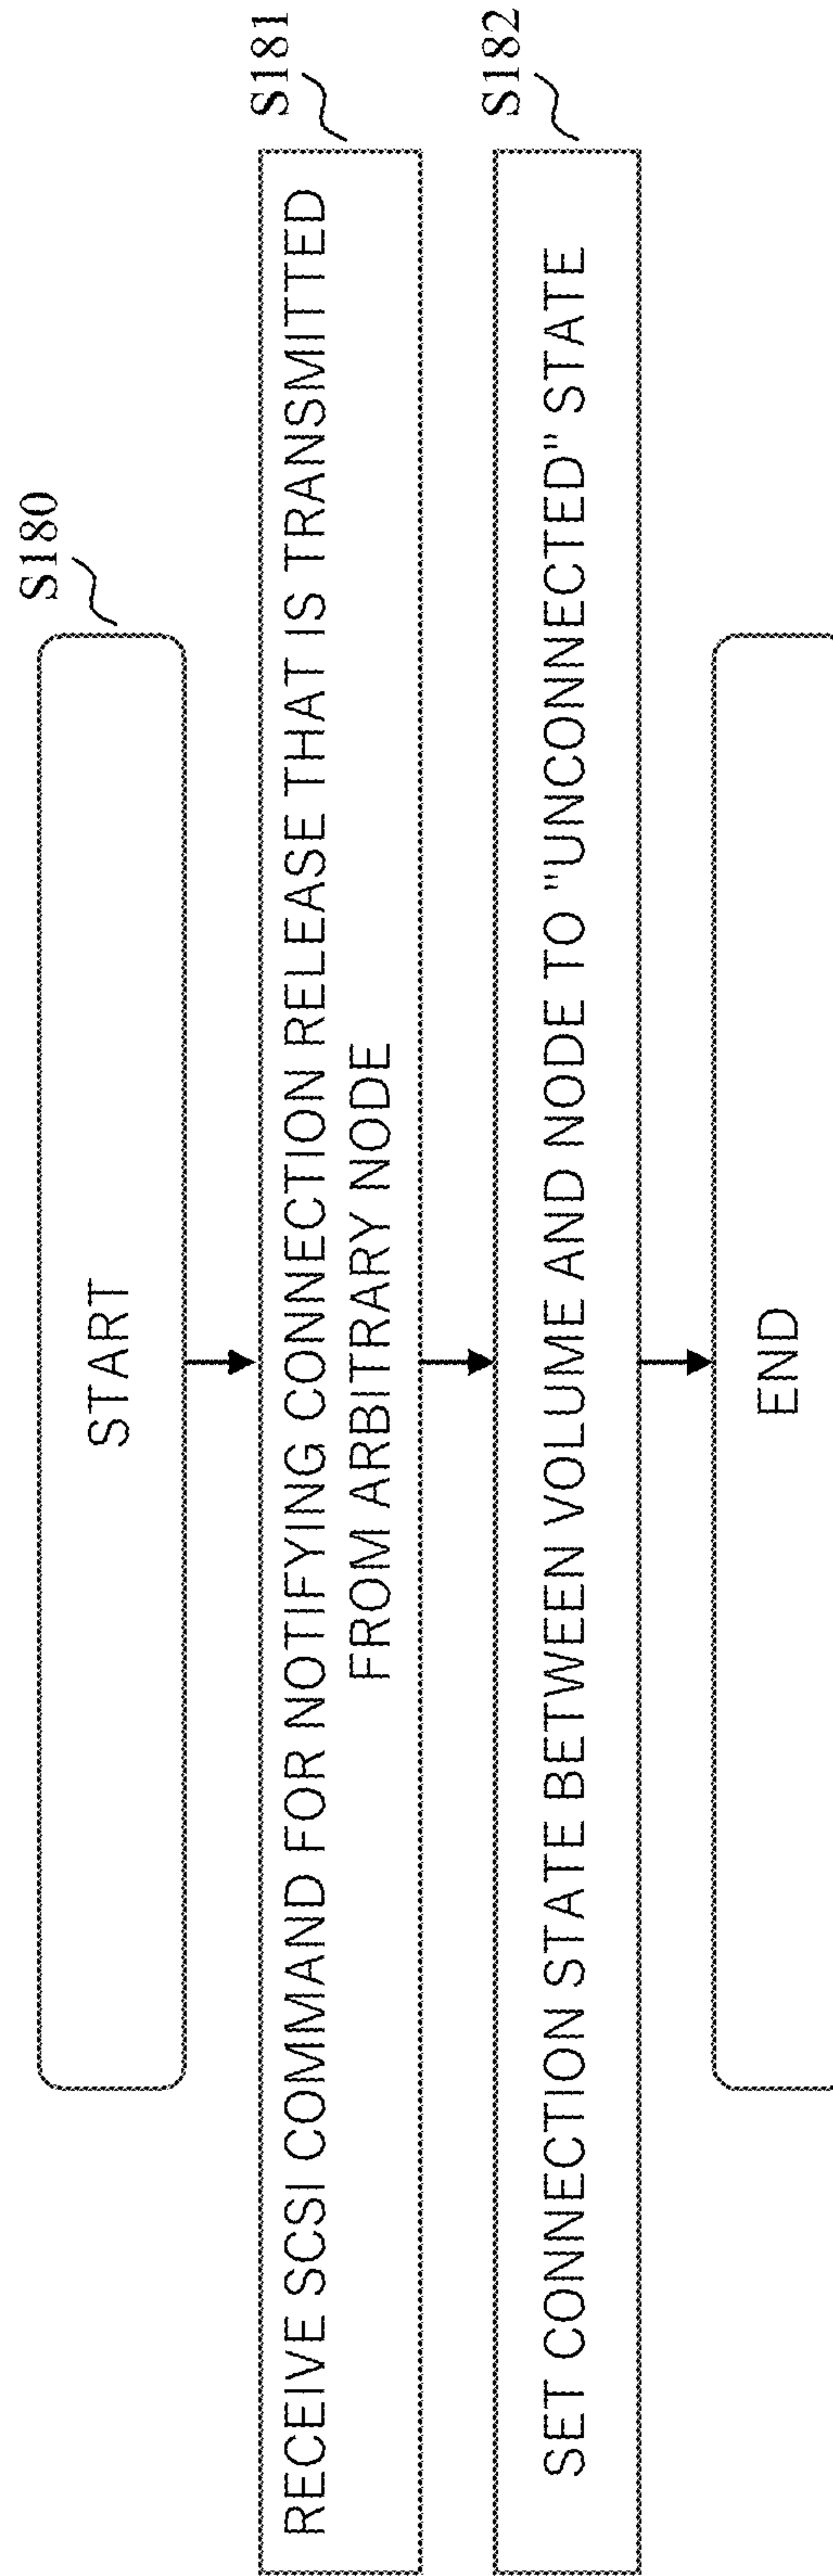 S180
START
S181
RECEIVE SCSI COMMAND FOR NOTIFYING CONNECTION RELEASE THAT IS TRANSMITTED
FROM ARBITRARY NODE
S182
SET CONNECTION STATE BETWEEN VOLUME AND NODE TO "UNCONNECTED" STATE
END